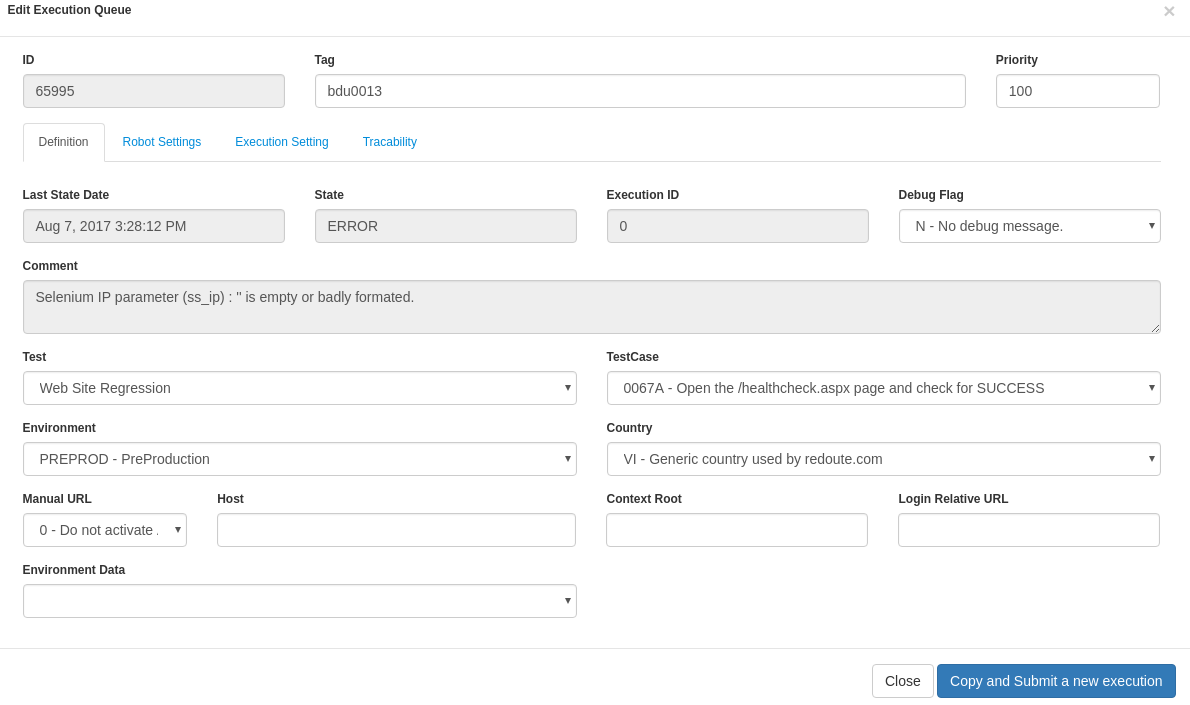 Edit Execution Queue ×
ID Tag Priority
65995 bdu0013 100
Definition Robot Settings Execution Setting Tracability
Last State Date State Execution ID Debug Flag
Aug 7, 2017 3:28:12 PM ERROR 0 N - No debug message.
Comment
Selenium IP parameter (ss_ip) : '' is empty or badly formated.
Test TestCase
Web Site Regression 0067A - Open the /healthcheck.aspx page and check for SUCCESS
Environment Country
PREPROD - PreProduction VI - Generic country used by redoute.com
Manual URL Host Context Root Login Relative URL
0 - Do not activate
Environment Data
Close Copy and Submit a new execution